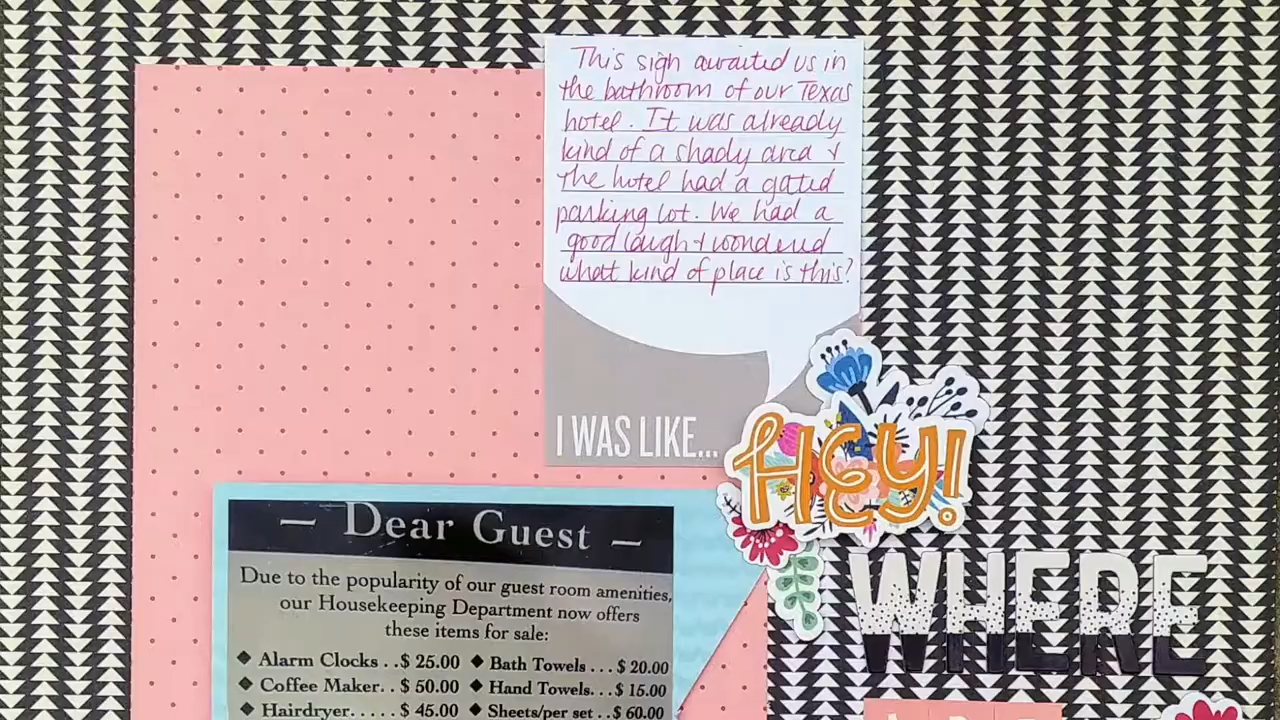 This sign awaited us in
the bathroom of our Texas
hotel. It was already
kind of a shady area &
the hotel had a gated
parking lot. We had a
good laugh & wondered
what kind of place is this?
I WAS LIKE...
HEY!
— Dear Guest —
Due to the popularity of our guest room amenities,
our Housekeeping Department now offers
these items for sale:
◆ Alarm Clocks . . $ 25.00 ◆ Bath Towels . . . $ 20.00
◆ Coffee Maker. . $ 50.00 ◆ Hand Towels. . . $ 15.00
◆ Hairdryer. . . . . $ 45.00 ◆ Sheets/per set . . $ 60.00
WHERE